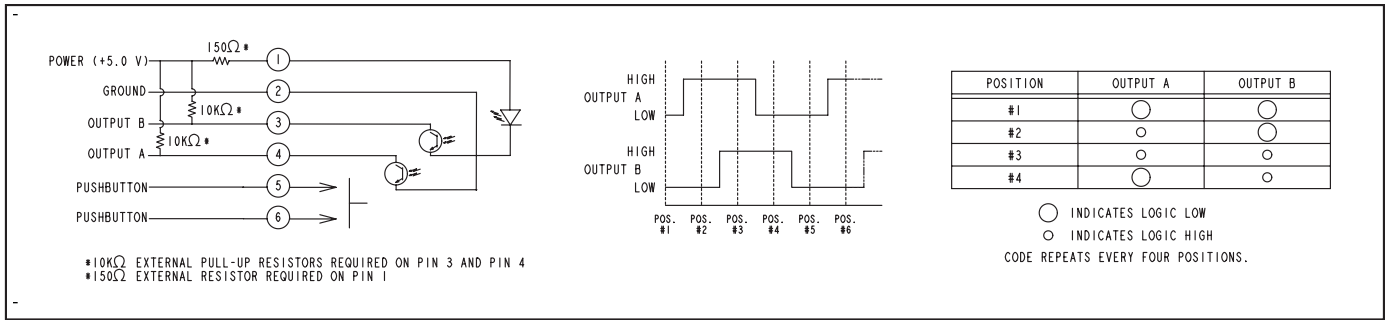 150Ω*
POWER (+5.0 V)
1
GROUND
2
10KΩ*
OUTPUT B
3
10KΩ*
OUTPUT A
4
PUSHBUTTON
5
PUSHBUTTON
6
*10KΩ EXTERNAL PULL-UP RESISTORS REQUIRED ON PIN 3 AND PIN 4
*150Ω EXTERNAL RESISTOR REQUIRED ON PIN 1
HIGH
OUTPUT A
LOW
HIGH
OUTPUT B
LOW
POS. #1
POS. #2
POS. #3
POS. #4
POS. #5
POS. #6
POSITION OUTPUT A OUTPUT B
#1
#2
#3
#4
INDICATES LOGIC LOW
INDICATES LOGIC HIGH
CODE REPEATS EVERY FOUR POSITIONS.